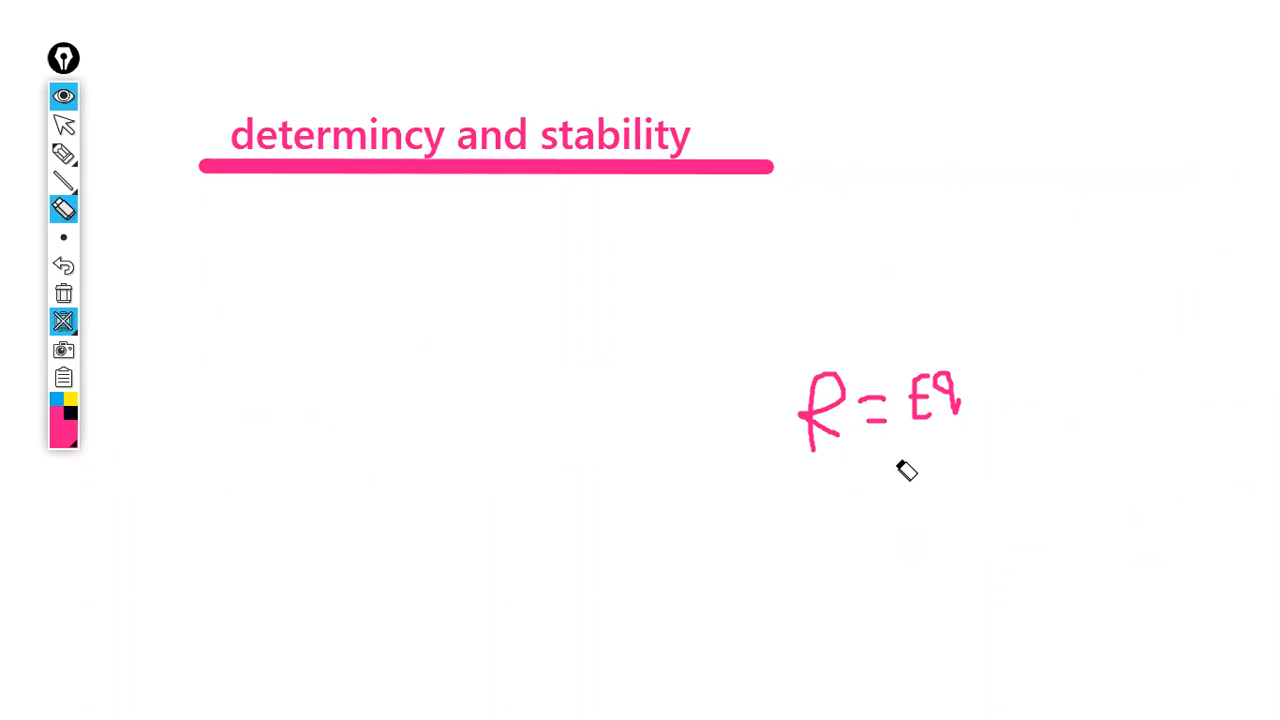 determincy and stability
R = Eq